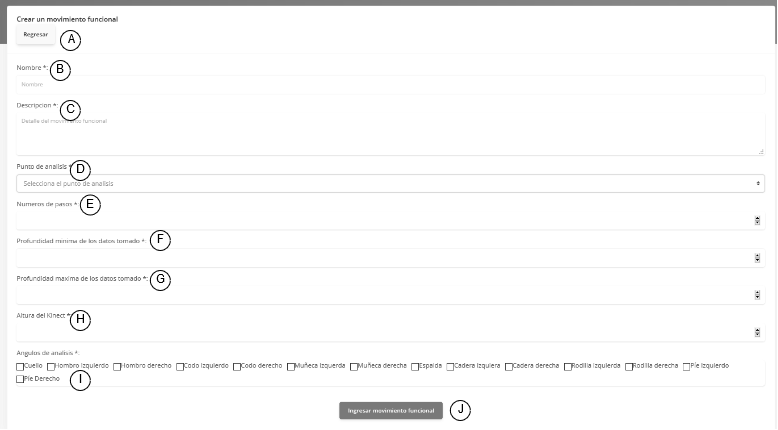 Crear un movimiento funcional
Regresar
A
Nombre *:
B
Nombre
Descripcion *:
C
Detalle del movimiento funcional
Punto de analisis *
D
Selecciona el punto de analisis
Numeros de pasos *:
E
Profundidad minima de los datos tomado *:
F
Profundidad maxima de los datos tomado *:
G
Altura del Kinect *:
H
Angulos de analisis *:
Cuello Hombro izquierdo Hombro derecho Codo izquierdo Codo derecho Muñeca izquerda Muñeca derecha Espalda Cadera izquiera Cadera derecha Rodilla izquierda Rodilla derecha Pie izquierdo
Pie Derecho
I
Ingresar movimiento funcional
J